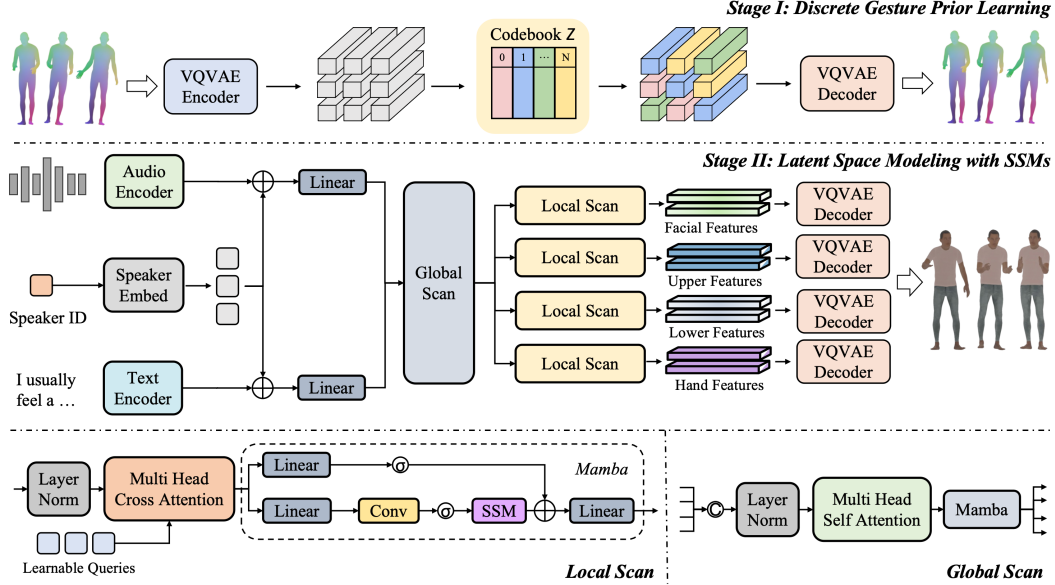 Stage I: Discrete Gesture Prior Learning
VQVAE
Encoder
Codebook Z
0 1 ... N
VQVAE
Decoder
Stage II: Latent Space Modeling with SSMs
Audio
Encoder
Linear
Speaker
Embed
Speaker ID
I usually
feel a ...
Text
Encoder
Linear
Global
Scan
Local Scan
Facial Features
VQVAE
Decoder
Local Scan
Upper Features
VQVAE
Decoder
Local Scan
Lower Features
VQVAE
Decoder
Local Scan
Hand Features
VQVAE
Decoder
Layer
Norm
Multi Head
Cross Attention
Learnable Queries
Linear
σ
Mamba
Linear
Conv
σ
SSM
Linear
Local Scan
C
Layer
Norm
Multi Head
Self Attention
Mamba
Global Scan